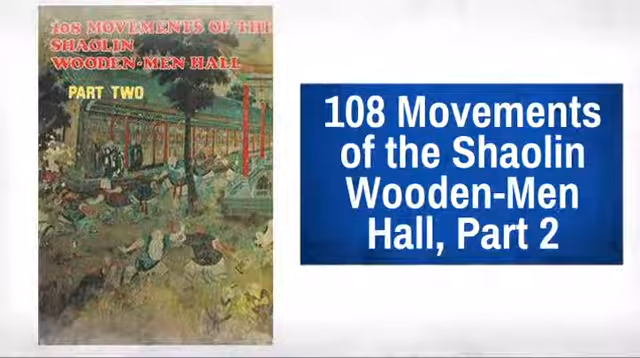 108 MOVEMENTS OF THE
SHAOLIN
WOODEN-MEN HALL
PART TWO
108 Movements
of the Shaolin
Wooden-Men
Hall, Part 2